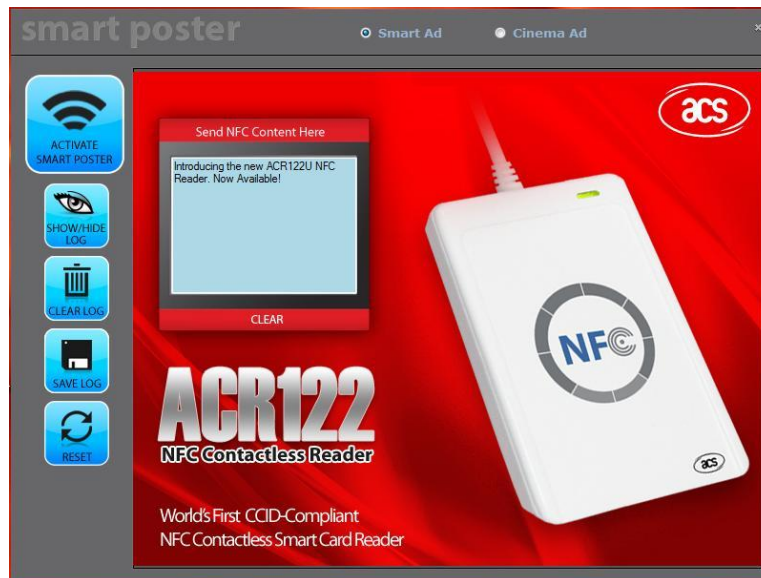 smart poster
Smart Ad
Cinema Ad
x
ACTIVATE
SMART POSTER
SHOW/HIDE
LOG
CLEAR LOG
SAVE LOG
RESET
Send NFC Content Here
Introducing the new ACR122U NFC
Reader. Now Available!
CLEAR
acs
NFC
acs
ACR122
NFC Contactless Reader
World's First CCID-Compliant
NFC Contactless Smart Card Reader